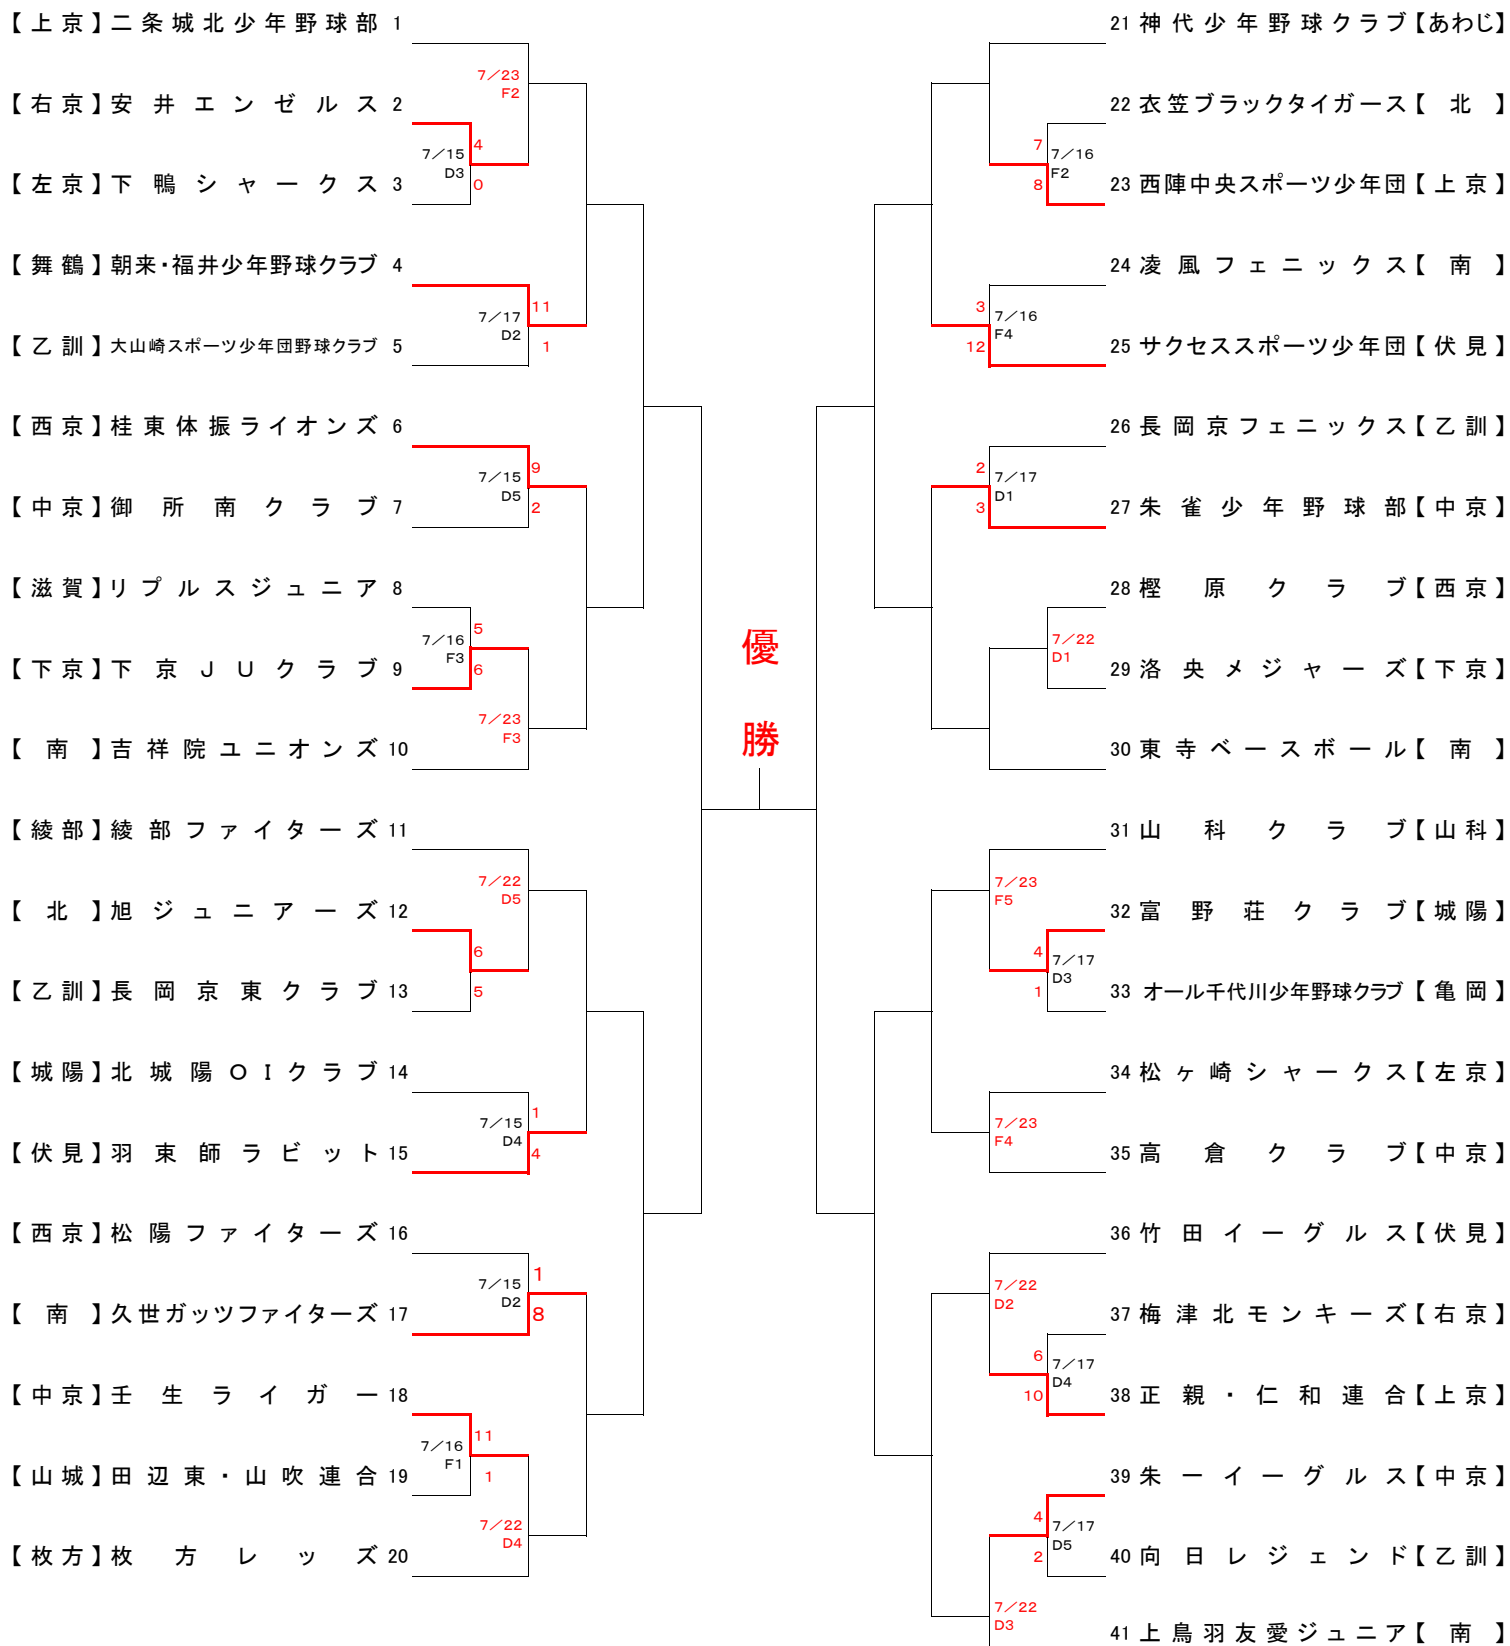 【上京】二条城北少年野球部 1
7／23
F2
【右京】安井エンゼルス 2
4
7／15
D3
【左京】下鴨シャークス 3
0
【舞鶴】朝来・福井少年野球クラブ 4
11
7／17
D2
【乙訓】大山崎スポーツ少年団野球クラブ 5
1
【西京】桂東体振ライオンズ 6
9
7／15
D5
【中京】御所南クラブ 7
2
【滋賀】リプルスジュニア 8
5
7／16
F3
【下京】下京ＪＵクラブ 9
6
7／23
F3
【南】吉祥院ユニオンズ 10
【綾部】綾部ファイターズ 11
7／22
D5
【北】旭ジュニアーズ 12
6
【乙訓】長岡京東クラブ 13
5
【城陽】北城陽ＯＩクラブ 14
1
7／15
D4
【伏見】羽束師ラビット 15
4
【西京】松陽ファイターズ 16
1
7／15
D2
【南】久世ガッツファイターズ 17
8
【中京】壬生ライガー 18
11
7／16
F1
【山城】田辺東・山吹連合 19
1
7／22
D4
【枚方】枚方レッズ 20
優
勝
21 神代少年野球クラブ【あわじ】
22 衣笠ブラックタイガース【北】
7
7／16
F2
8
23 西陣中央スポーツ少年団【上京】
24 凌風フェニックス【南】
3
7／16
F4
12
25 サクセススポーツ少年団【伏見】
26 長岡京フェニックス【乙訓】
2
7／17
D1
3
27 朱雀少年野球部【中京】
28 樫原クラブ【西京】
7／22
D1
29 洛央メジャーズ【下京】
30 東寺ベースボール【南】
31 山科クラブ【山科】
7／23
F5
32 富野荘クラブ【城陽】
4
7／17
D3
1
33 オール千代川少年野球クラブ【亀岡】
34 松ヶ崎シャークス【左京】
7／23
F4
35 高倉クラブ【中京】
36 竹田イーグルス【伏見】
7／22
D2
37 梅津北モンキーズ【右京】
6
7／17
D4
10
38 正親・仁和連合【上京】
39 朱一イーグルス【中京】
4
7／17
D5
2
40 向日レジェンド【乙訓】
7／22
D3
41 上鳥羽友愛ジュニア【南】